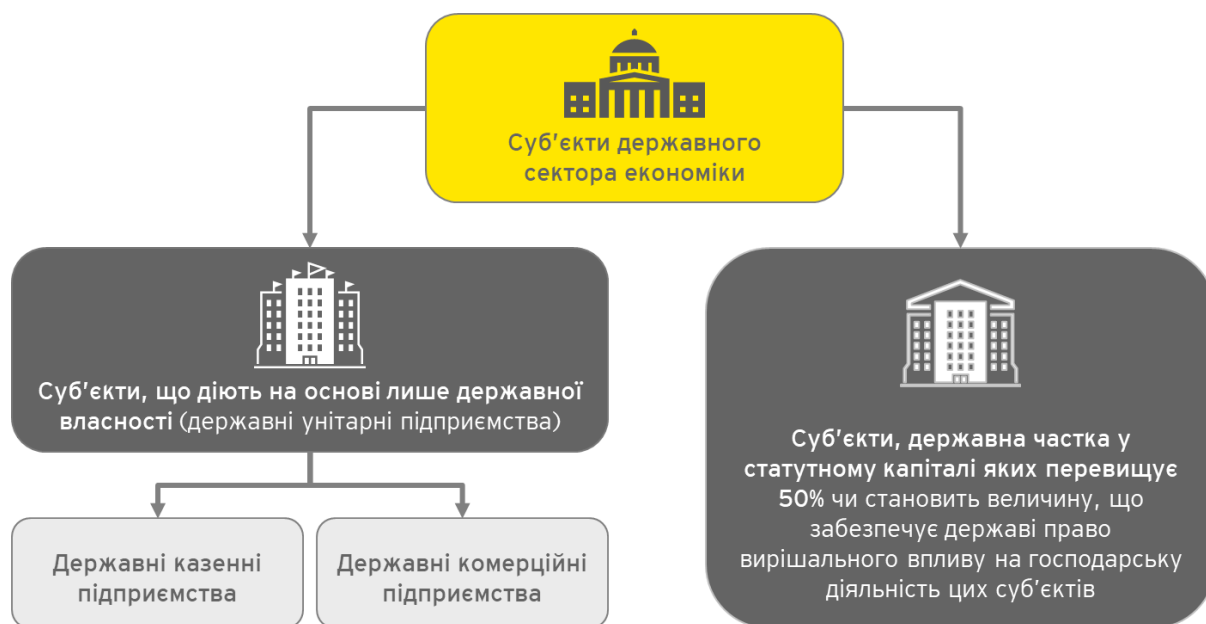 Суб’єкти державного
сектора економіки
Суб’єкти, що діють на основі лише державної
власності (державні унітарні підприємства)
Державні казенні
підприємства
Державні комерційні
підприємства
Суб’єкти, державна частка у
статутному капіталі яких перевищує
50% чи становить величину, що
забезпечує державі право
вирішального впливу на господарську
діяльність цих суб’єктів